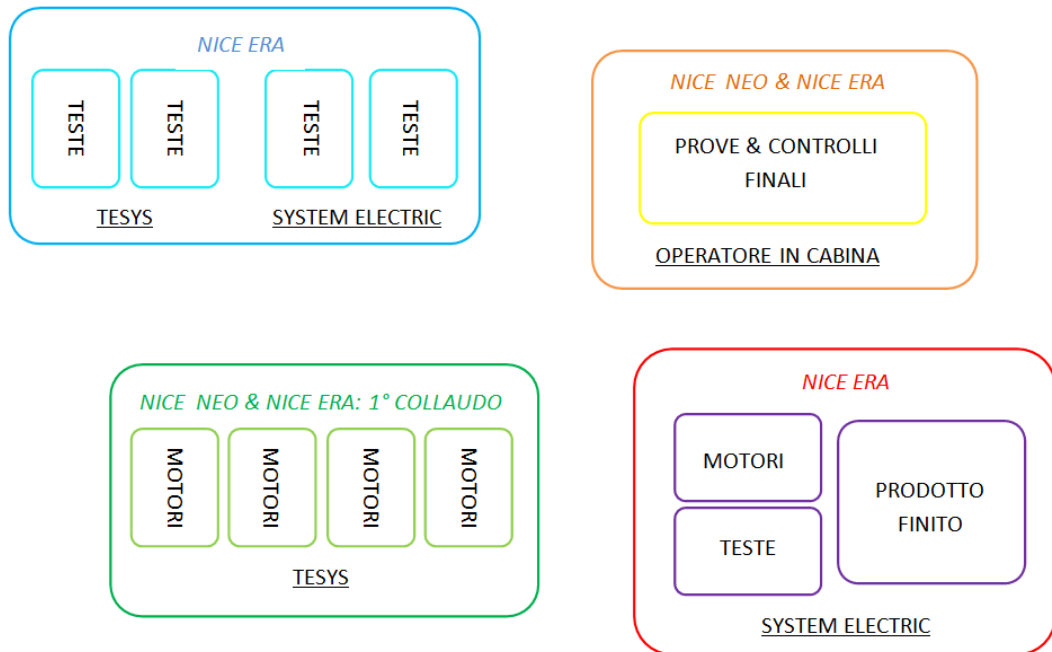 NICE ERA
TESTE
TESTE
TESTE
TESTE
TESYS
SYSTEM ELECTRIC
NICE NEO & NICE ERA
PROVE & CONTROLLI
FINALI
OPERATORE IN CABINA
NICE NEO & NICE ERA: 1° COLLAUDO
MOTORI
MOTORI
MOTORI
MOTORI
TESYS
NICE ERA
MOTORI
TESTE
PRODOTTO
FINITO
SYSTEM ELECTRIC